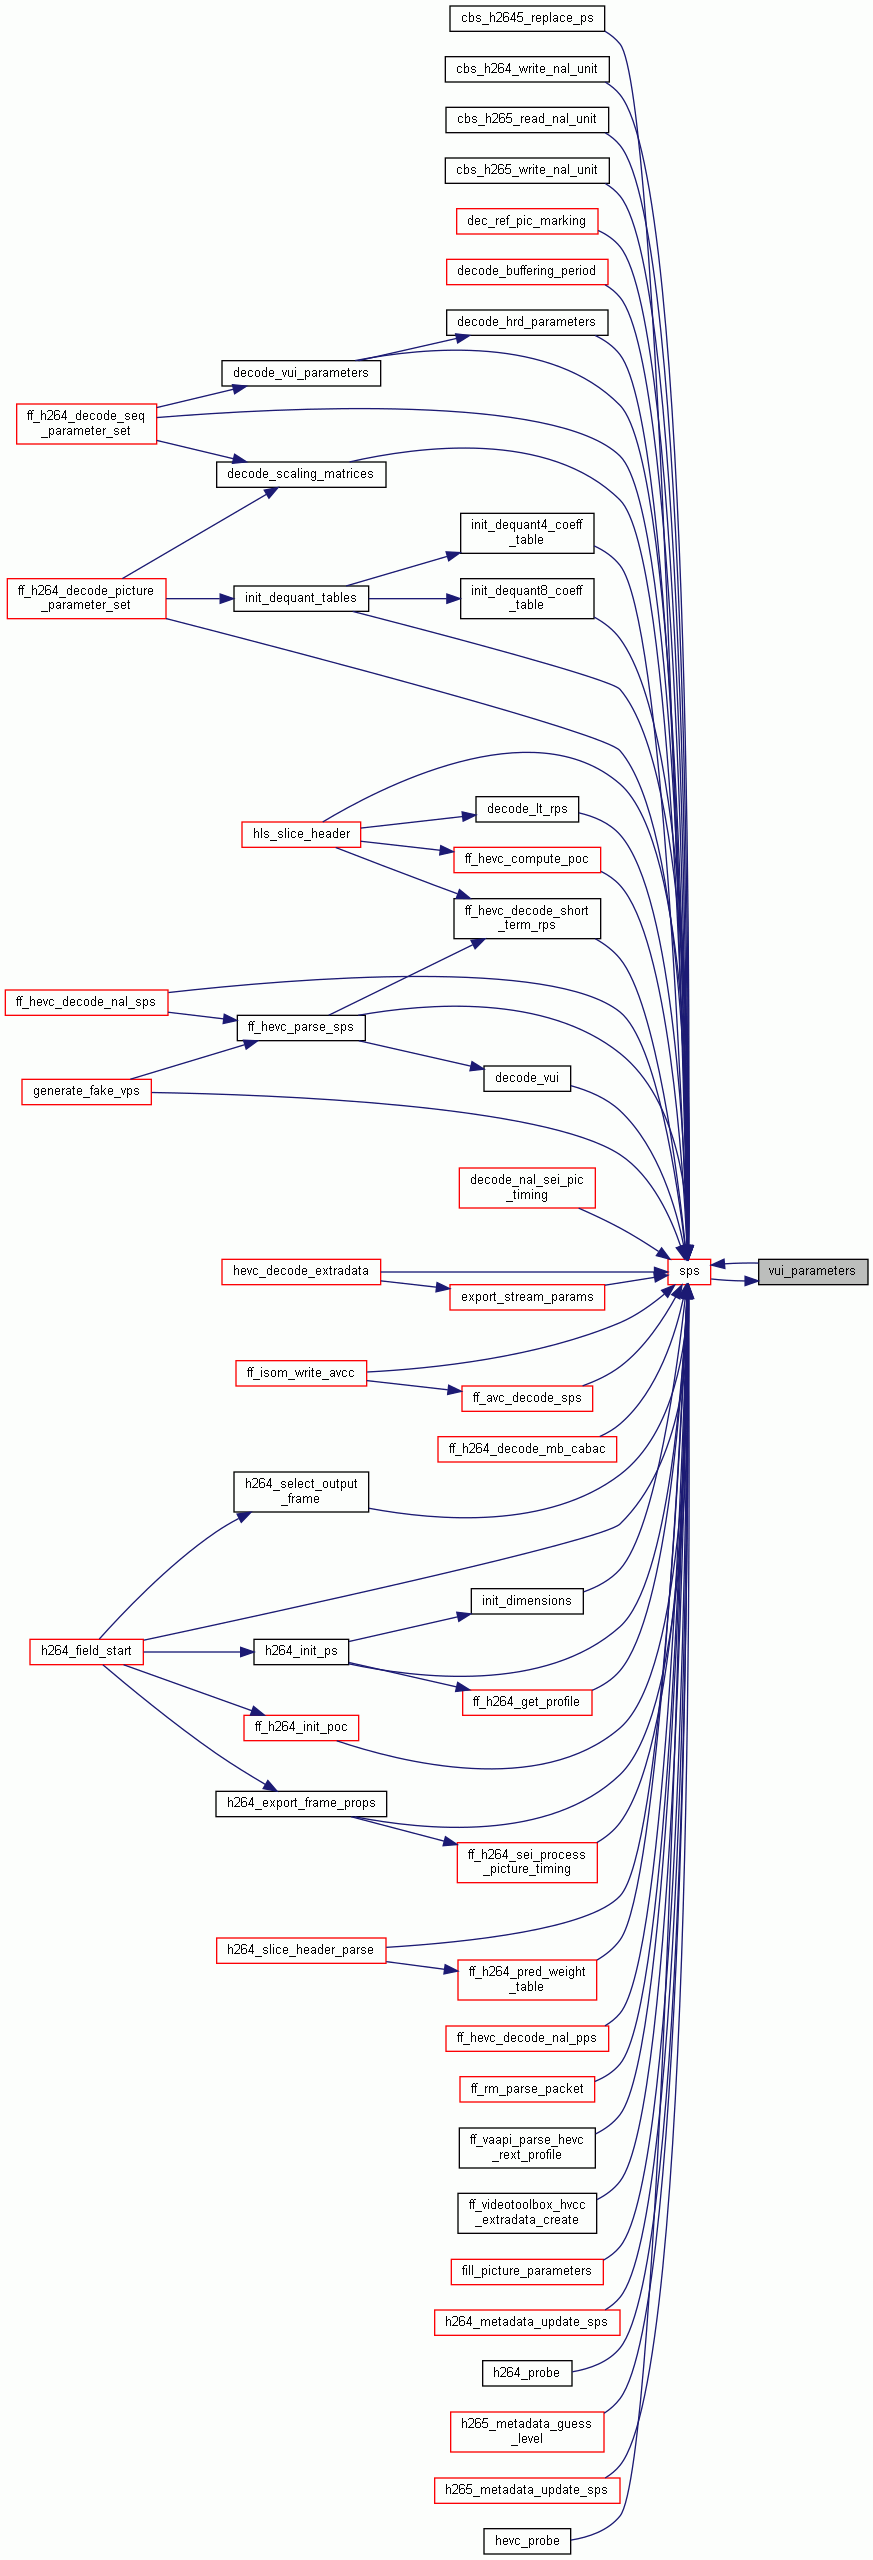 cbs_h2645_replace_ps
cbs_h264_write_nal_unit
cbs_h265_read_nal_unit
cbs_h265_write_nal_unit
dec_ref_pic_marking
decode_buffering_period
decode_hrd_parameters
decode_vui_parameters
ff_h264_decode_seq
_parameter_set
decode_scaling_matrices
init_dequant4_coeff
_table
ff_h264_decode_picture
_parameter_set
init_dequant_tables
init_dequant8_coeff
_table
decode_lt_rps
hls_slice_header
ff_hevc_compute_poc
ff_hevc_decode_short
_term_rps
ff_hevc_decode_nal_sps
ff_hevc_parse_sps
decode_vui
generate_fake_vps
decode_nal_sei_pic
_timing
hevc_decode_extradata
sps
vui_parameters
export_stream_params
ff_isom_write_avcc
ff_avc_decode_sps
ff_h264_decode_mb_cabac
h264_select_output
_frame
init_dimensions
h264_field_start
h264_init_ps
ff_h264_get_profile
ff_h264_init_poc
h264_export_frame_props
ff_h264_sei_process
_picture_timing
h264_slice_header_parse
ff_h264_pred_weight
_table
ff_hevc_decode_nal_pps
ff_rm_parse_packet
ff_vaapi_parse_hevc
_rext_profile
ff_videotoolbox_hvcc
_extradata_create
fill_picture_parameters
h264_metadata_update_sps
h264_probe
h265_metadata_guess
_level
h265_metadata_update_sps
hevc_probe